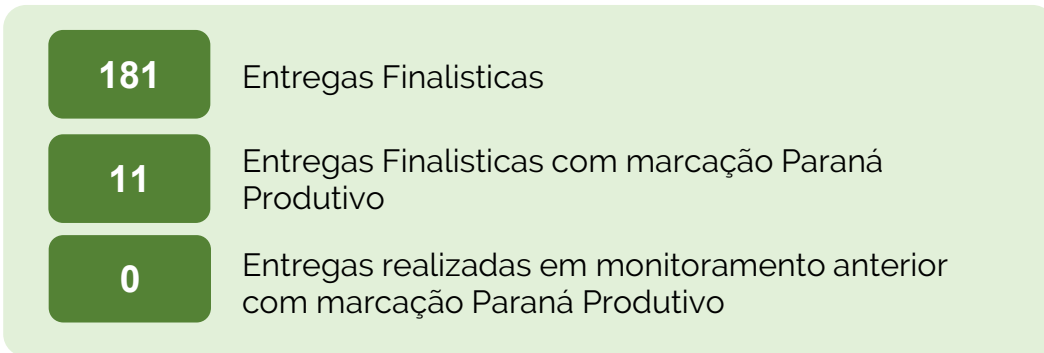 181
Entregas Finalisticas
11
Entregas Finalisticas com marcação Paraná
Produtivo
0
Entregas realizadas em monitoramento anterior
com marcação Paraná Produtivo